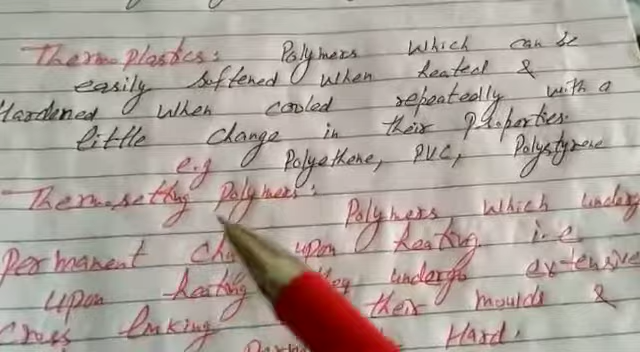 Thermoplastics: Polymers which can be
easily softened when heated &
Hardened when cooled repeatedly with a
little change in their properties.
e.g Polyethene, PVC, Polystyrene
Thermosetting Polymers:
Polymers which undergo
Permanent upon heating i.e.
upon heating they undergo extensive
cross linking their moulds &
Hard.